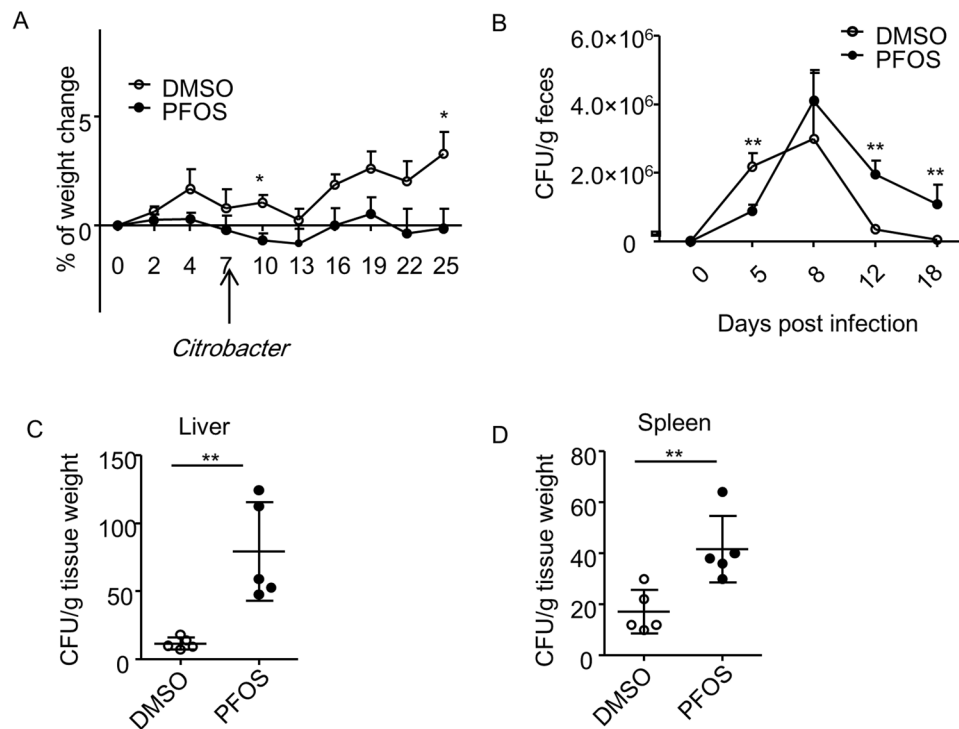 A
% of weight change
DMSO
PFOS
5
0
*
*
0 2 4 7 10 13 16 19 22 25
Citrobacter
B
CFU/g feces
6.0×10⁶
4.0×10⁶
2.0×10⁶
0
DMSO
PFOS
**
**
**
0 5 8 12 18
Days post infection
C
Liver
**
CFU/g tissue weight
150
100
50
0
DMSO PFOS
D
Spleen
**
CFU/g tissue weight
80
60
40
20
0
DMSO PFOS